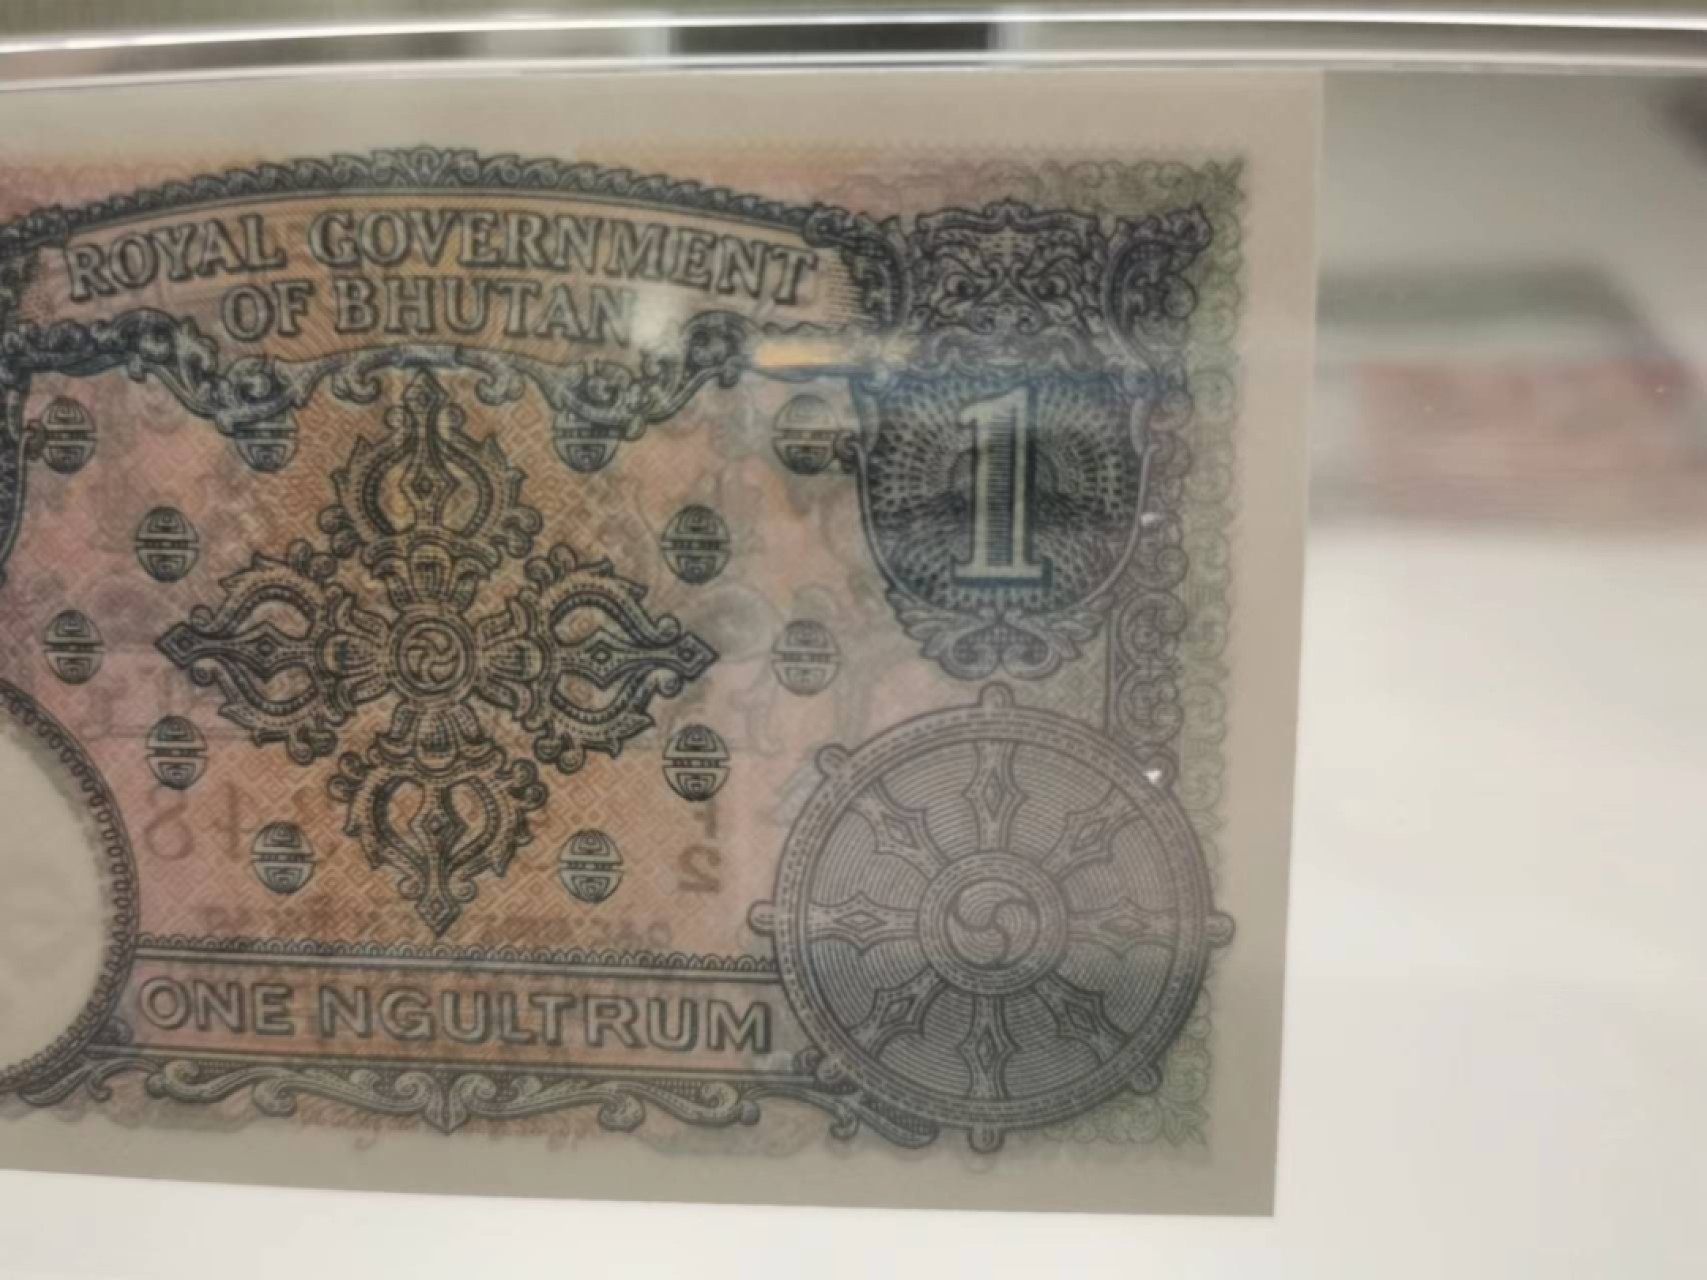 ROYAL GOVERNMENT
OF BHUTAN
1
ONE NGULTRUM